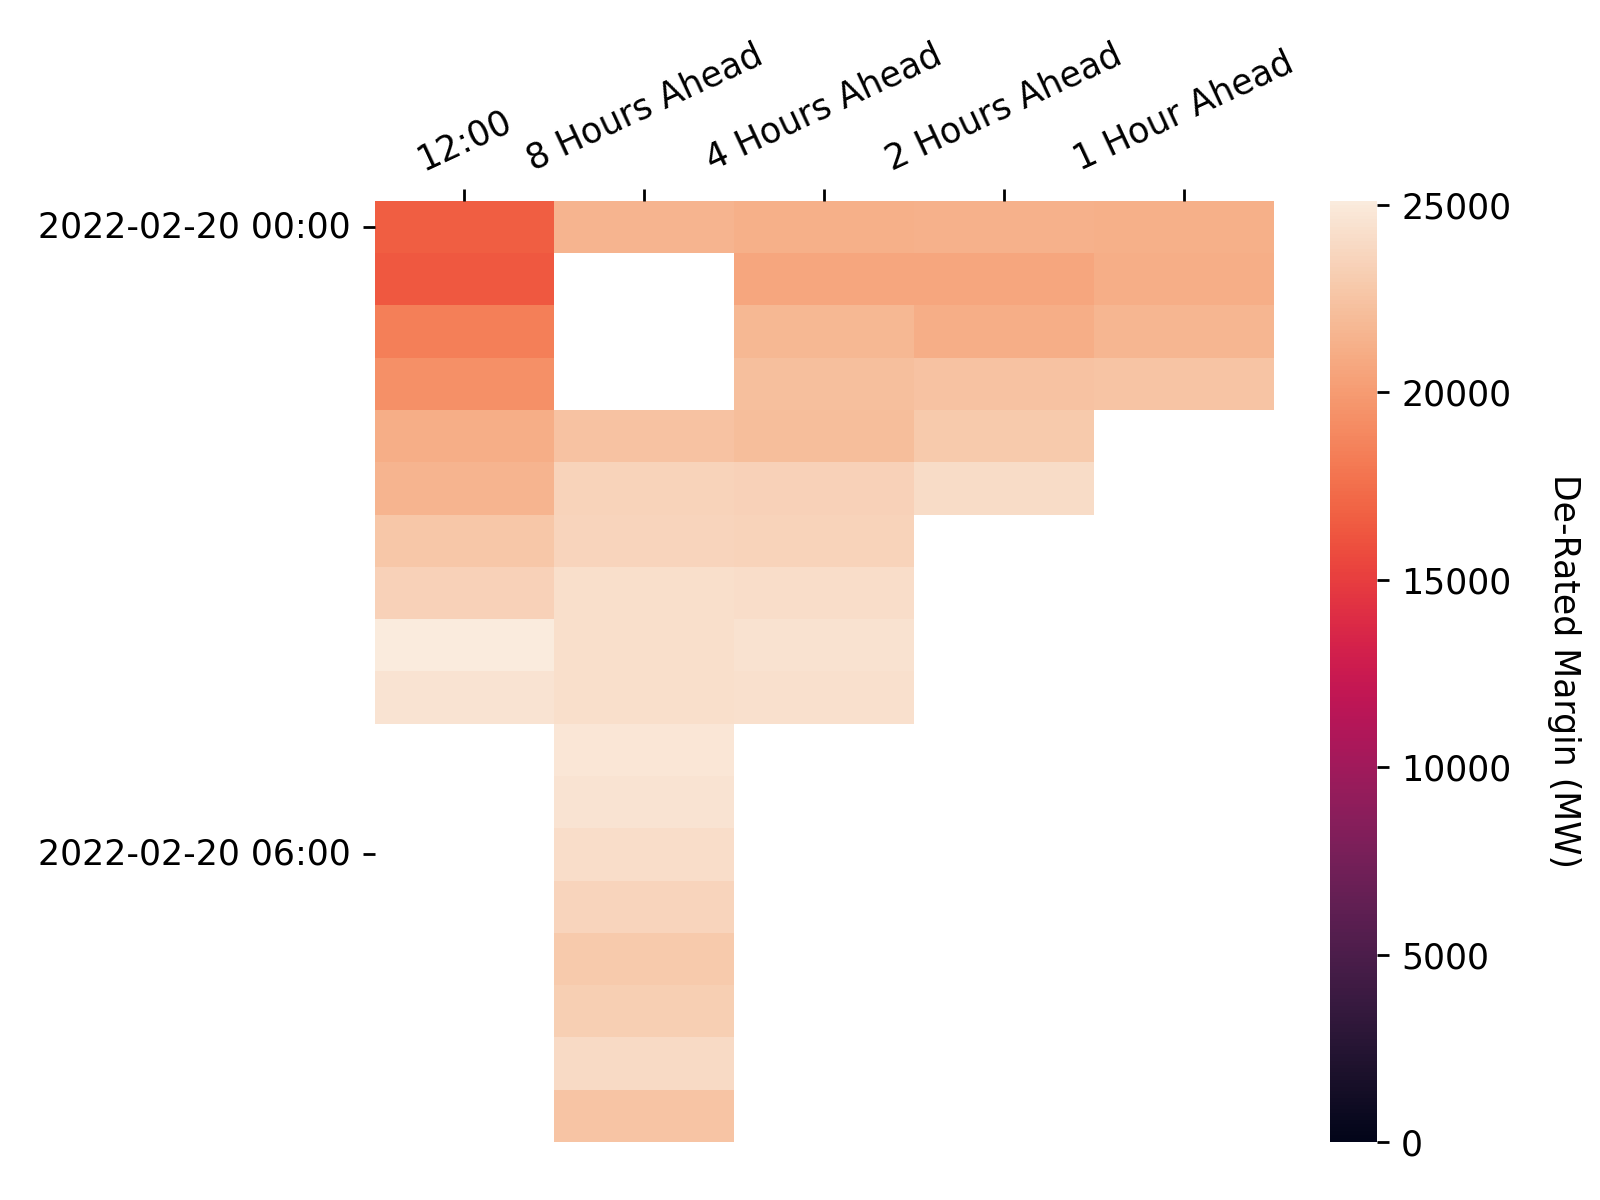 12:00
8 Hours Ahead
4 Hours Ahead
2 Hours Ahead
1 Hour Ahead
2022-02-20 00:00
2022-02-20 06:00
25000
20000
15000
10000
5000
0
De-Rated Margin (MW)